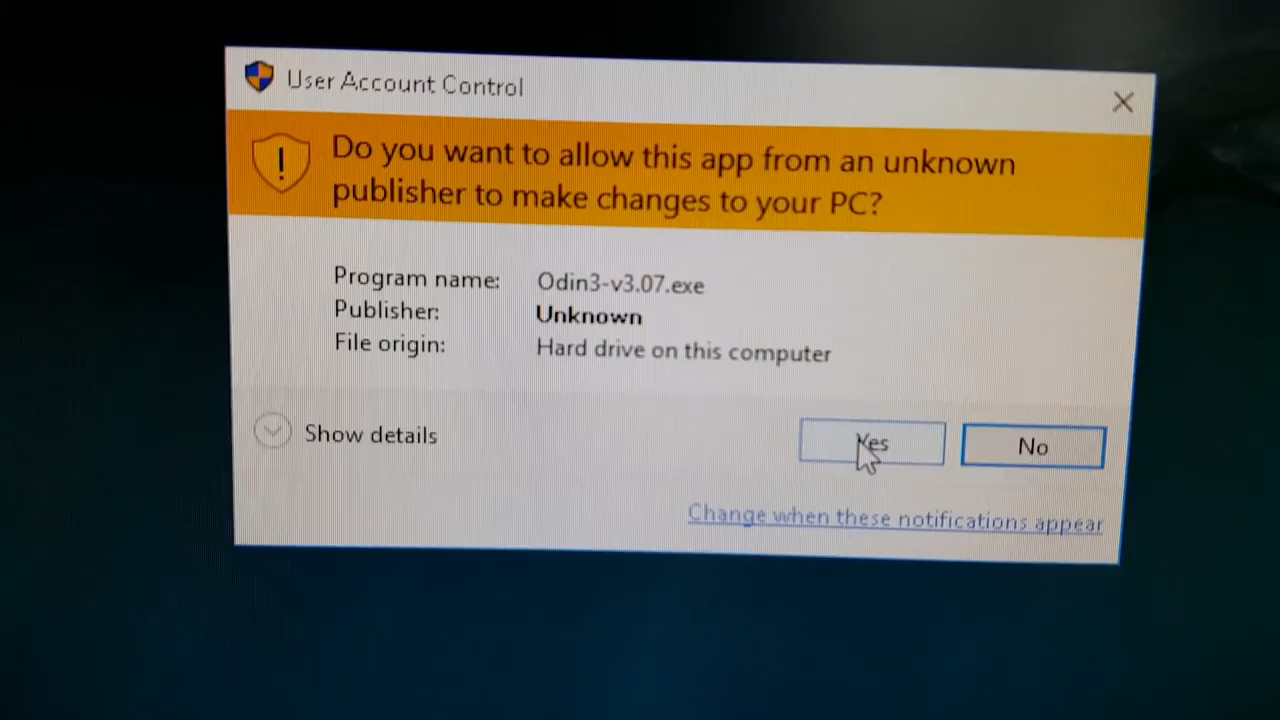 User Account Control
Do you want to allow this app from an unknown
publisher to make changes to your PC?
Program name: Odin3-v3.07.exe
Publisher: Unknown
File origin: Hard drive on this computer
Show details
Yes
No
Change when these notifications appear